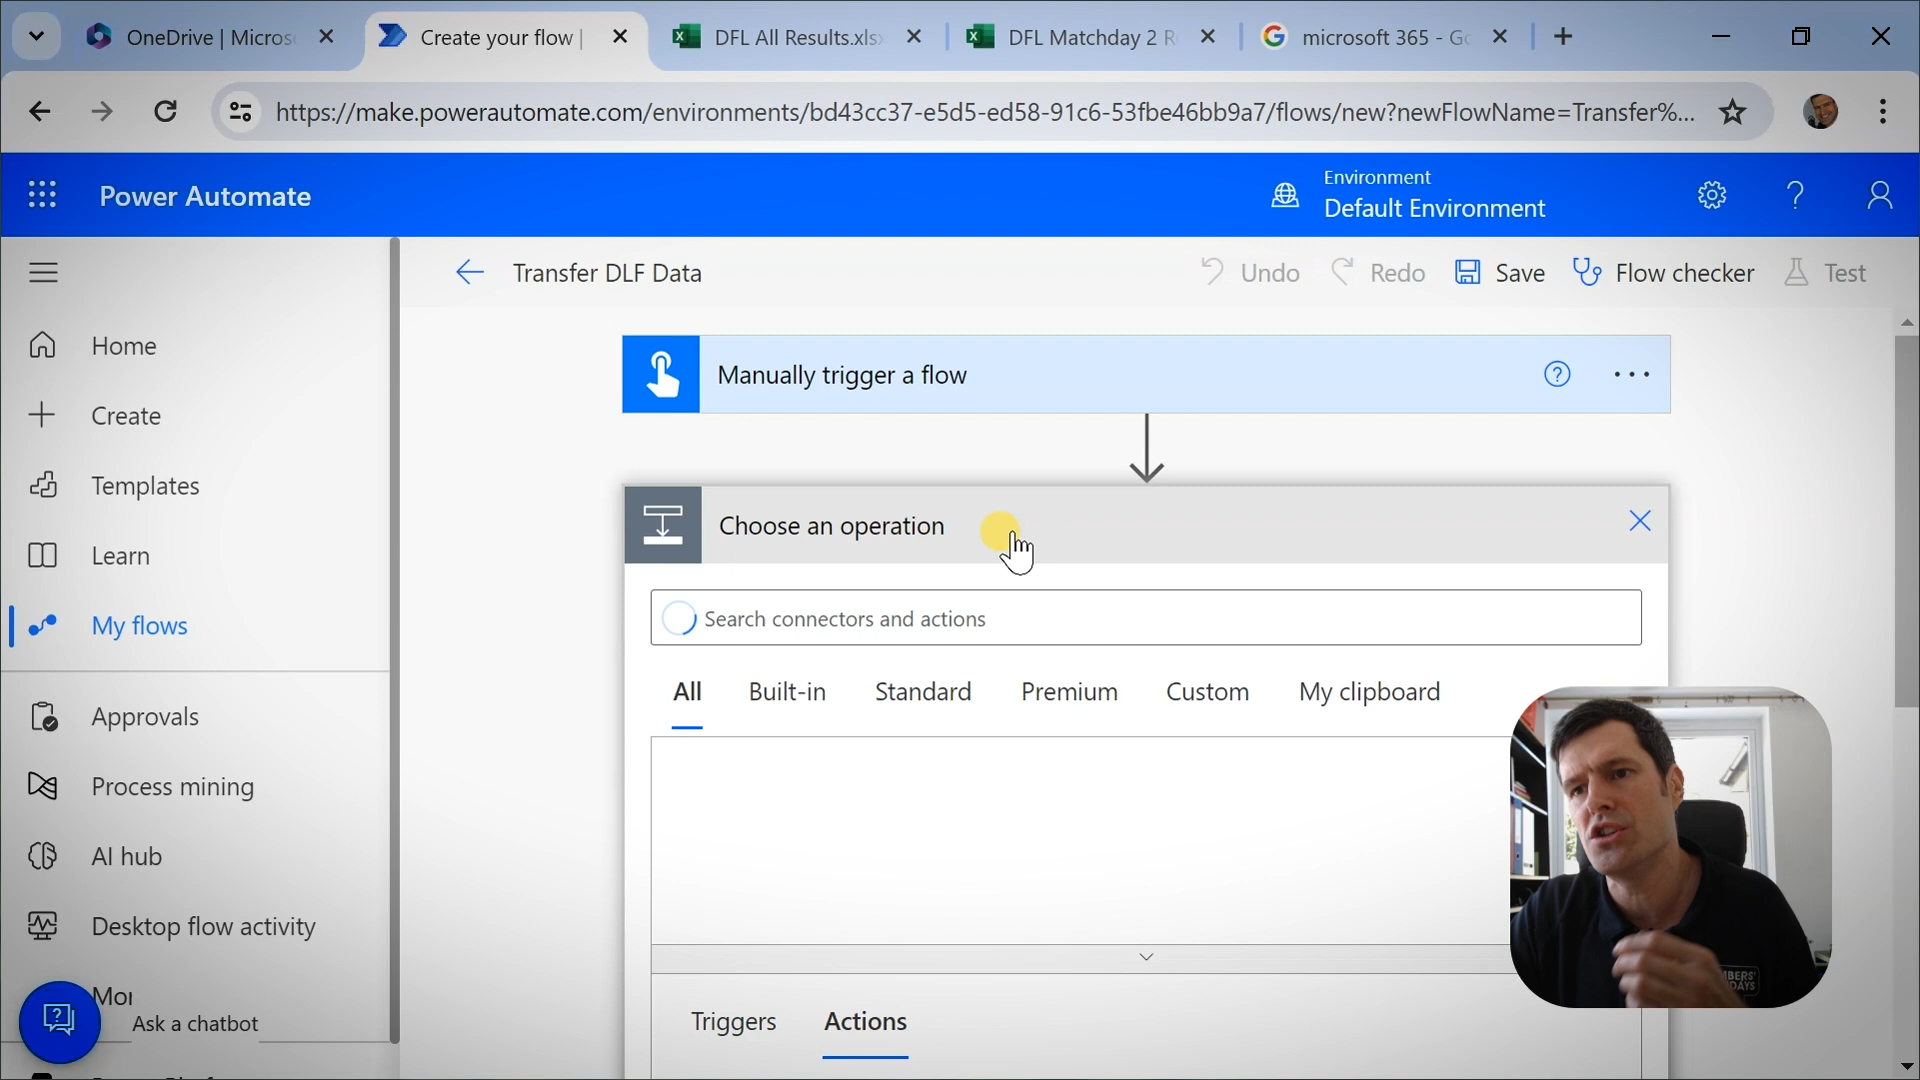 OneDrive | Micros
Create your flow |
DFL All Results.xls
DFL Matchday 2 R
microsoft 365 - Go
https://make.powerautomate.com/environments/bd43cc37-e5d5-ed58-91c6-53fbe46bb9a7/flows/new?newFlowName=Transfer%...
Power Automate
Environment
Default Environment
Transfer DLF Data
Undo
Redo
Save
Flow checker
Test
Home
Create
Templates
Learn
My flows
Approvals
Process mining
AI hub
Desktop flow activity
Mor
Ask a chatbot
Manually trigger a flow
Choose an operation
Search connectors and actions
All
Built-in
Standard
Premium
Custom
My clipboard
Triggers
Actions